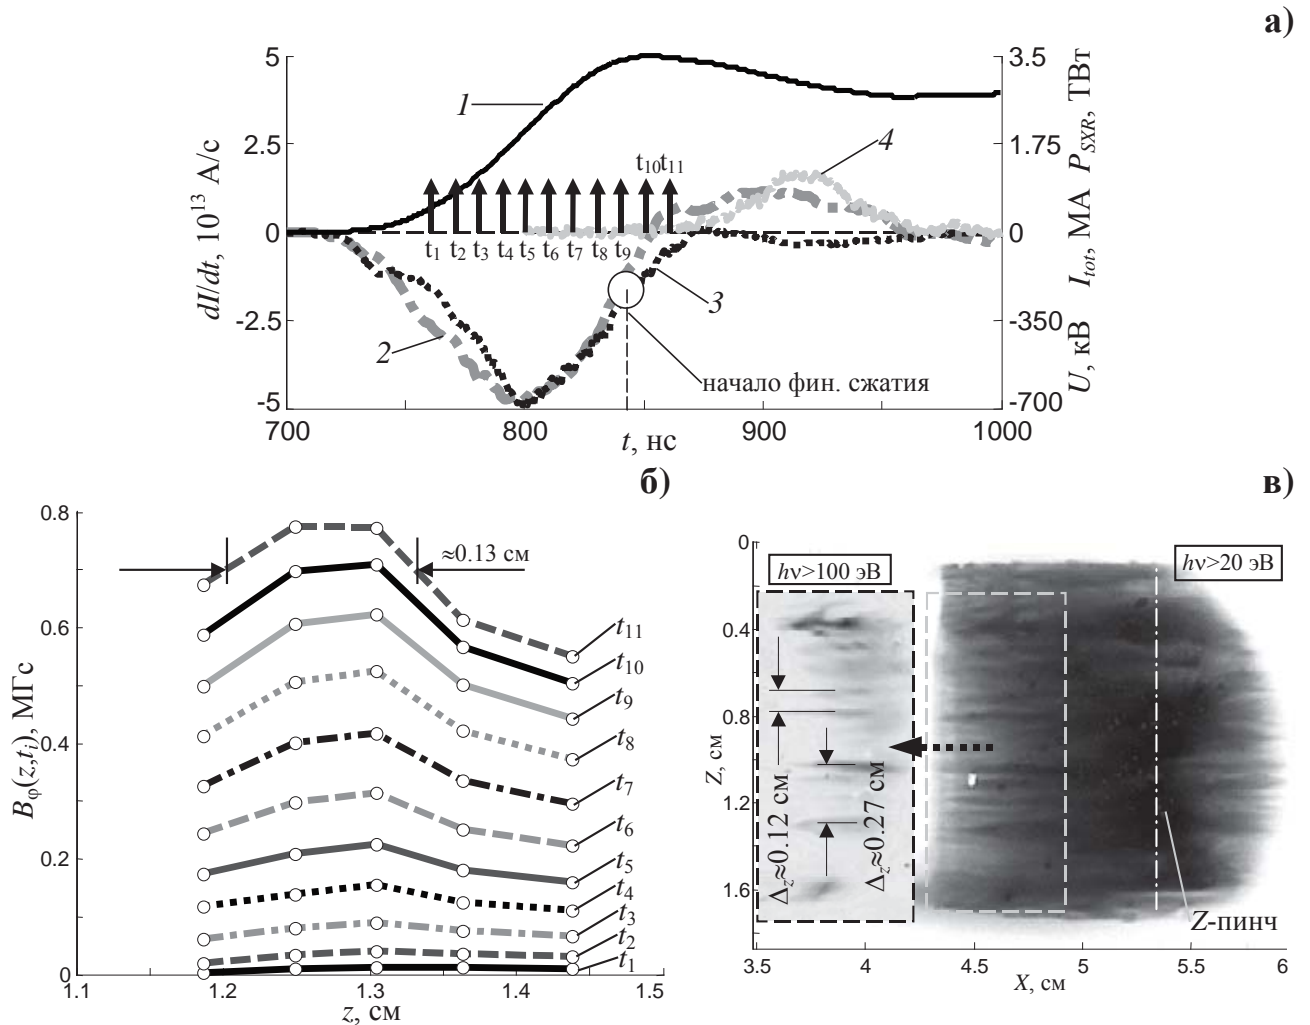 а)
5
2.5
0
-2.5
-5
dI/dt, 10¹³ А/с
3.5
1.75
0
-350
-700
U, кВ I_tot, МА P_SXR, ТВт
1
2
3
4
t₁₀ t₁₁
t₁ t₂ t₃ t₄ t₅ t₆ t₇ t₈ t₉
начало фин. сжатия
700 800 900 1000
t, нс
б)
0.8
0.6
0.4
0.2
0
B_φ(z,t_i), МГс
≈0.13 см
t₁₁
t₁₀
t₉
t₈
t₇
t₆
t₅
t₄
t₃
t₂
t₁
1.1 1.2 1.3 1.4 1.5
z, см
в)
0
0.4
0.8
1.2
1.6
Z, см
hν>100 эВ
hν>20 эВ
Δ_z≈0.12 см
Δ_z≈0.27 см
Z-пинч
3.5 4 4.5 5 5.5 6
X, см